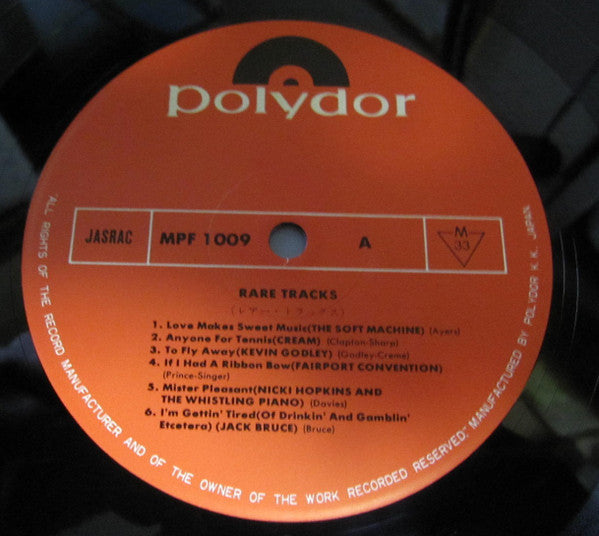 polydor
JASRAC
MPF 1009
A
M
33
RARE TRACKS
(レアー・トラックス)
1. Love Makes Sweet Music(THE SOFT MACHINE) (Ayers)
2. Anyone For Tennis(CREAM) (Clapton-Sharp)
3. To Fly Away(KEVIN GODLEY) (Godley-Creme)
4. If I Had A Ribbon Bow(FAIRPORT CONVENTION)
(Prince-Singer)
5. Mister Pleasant(NICKI HOPKINS AND
THE WHISTLING PIANO) (Davies)
6. I'm Gettin' Tired(Of Drinkin' And Gamblin'
Etcetera) (JACK BRUCE) (Bruce)
"ALL RIGHTS OF THE RECORD MANUFACTURER AND OF THE OWNER OF THE WORK RECORDED RESERVED" MANUFACTURED BY POLYDOR K.K. JAPAN